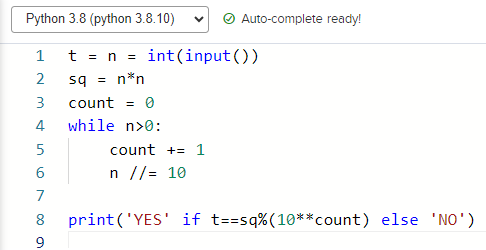 Python 3.8 (python 3.8.10) Auto-complete ready!
1 t = n = int(input())
2 sq = n*n
3 count = 0
4 while n>0:
5     count += 1
6     n //= 10
7
8 print('YES' if t==sq%(10**count) else 'NO')
9